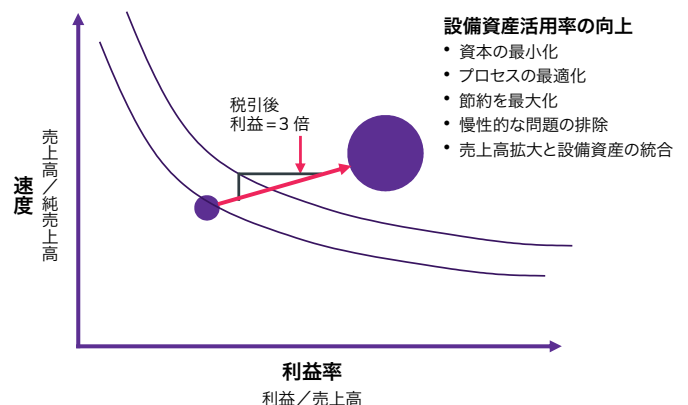 設備資産活用率の向上
• 資本の最小化
• プロセスの最適化
• 節約を最大化
• 慢性的な問題の排除
• 売上高拡大と設備資産の統合
税引後
利益=3 倍
速度
売上高/純売上高
利益率
利益/売上高